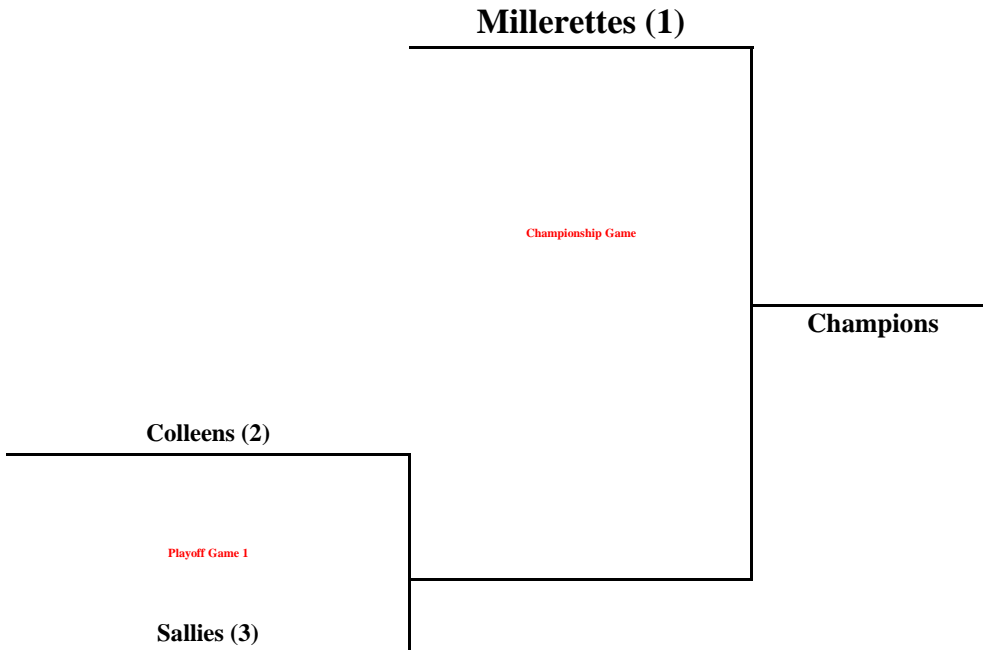 Millerettes (1)
Championship Game
Champions
Colleens (2)
Playoff Game 1
Sallies (3)